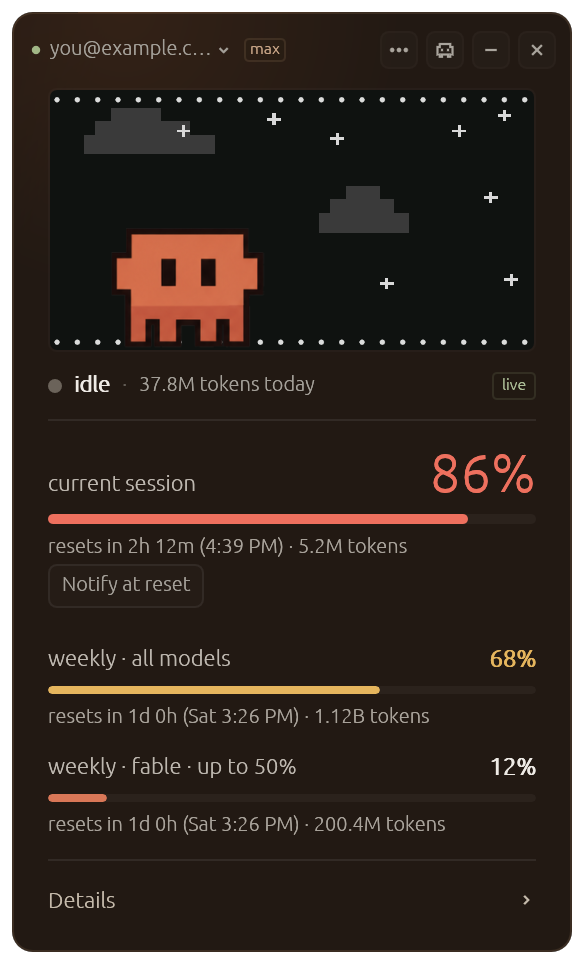 you@example.c...
max
idle · 37.8M tokens today
live
current session
86%
resets in 2h 12m (4:39 PM) · 5.2M tokens
Notify at reset
weekly · all models
68%
resets in 1d 0h (Sat 3:26 PM) · 1.12B tokens
weekly · fable · up to 50%
12%
resets in 1d 0h (Sat 3:26 PM) · 200.4M tokens
Details